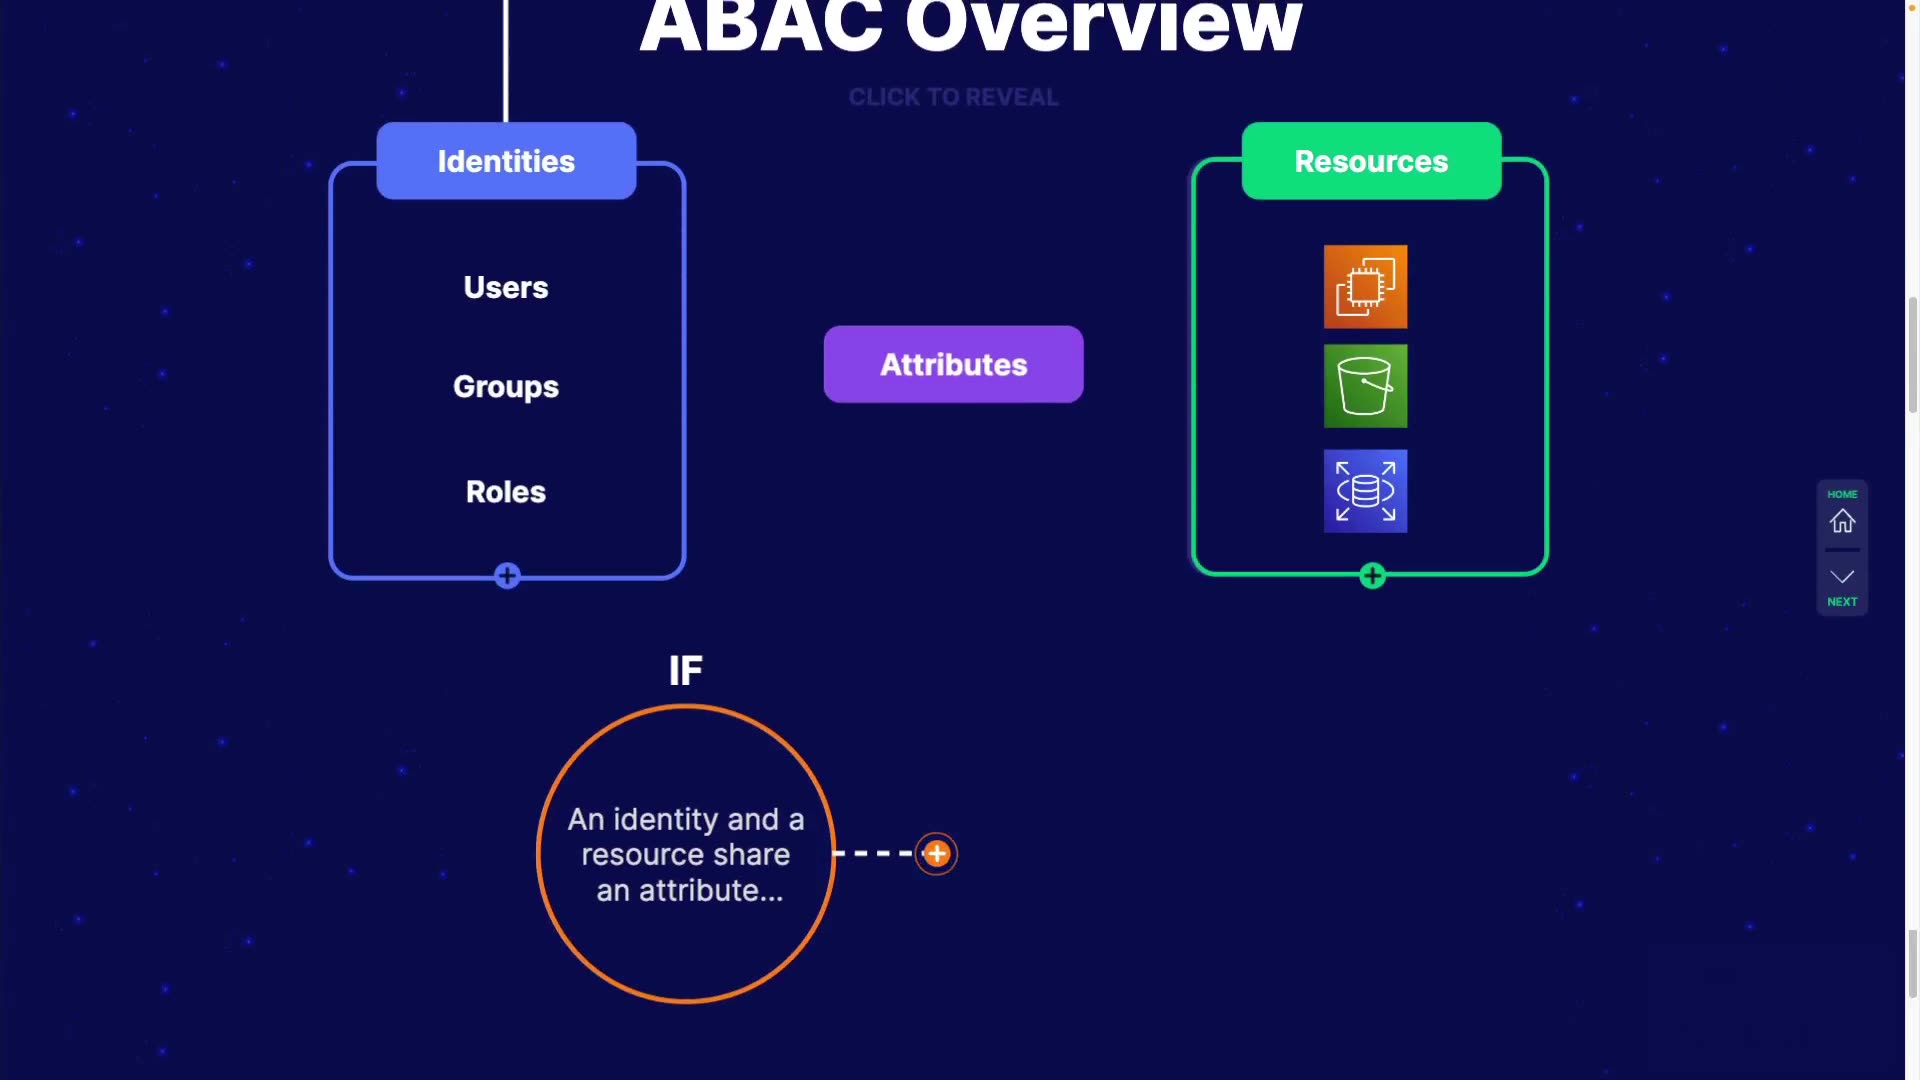 ABAC Overview
CLICK TO REVEAL
Identities
Users
Groups
Roles
Attributes
Resources
HOME
NEXT
IF
An identity and a
resource share
an attribute...